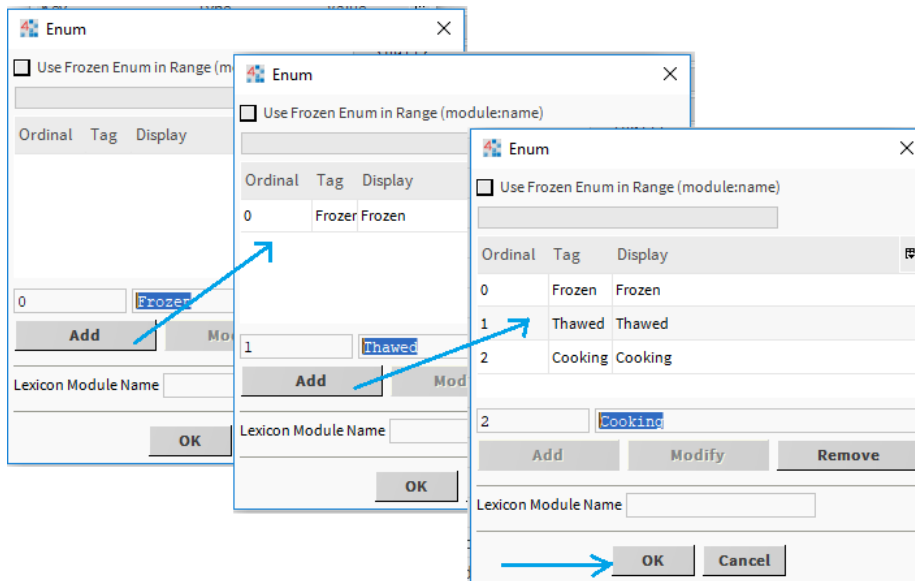 Enum
Use Frozen Enum in Range
Ordinal Tag Display
0 Frozen
Add
Lexicon Module Name
OK
Enum
Use Frozen Enum in Range (module:name)
Ordinal Tag Display
0 Frozen Frozen
1 Thawed
Add Mod
Lexicon Module Name
OK
Enum
Use Frozen Enum in Range (module:name)
Ordinal Tag Display
0 Frozen Frozen
1 Thawed Thawed
2 Cooking Cooking
2 Cooking
Add Modify Remove
Lexicon Module Name
OK Cancel